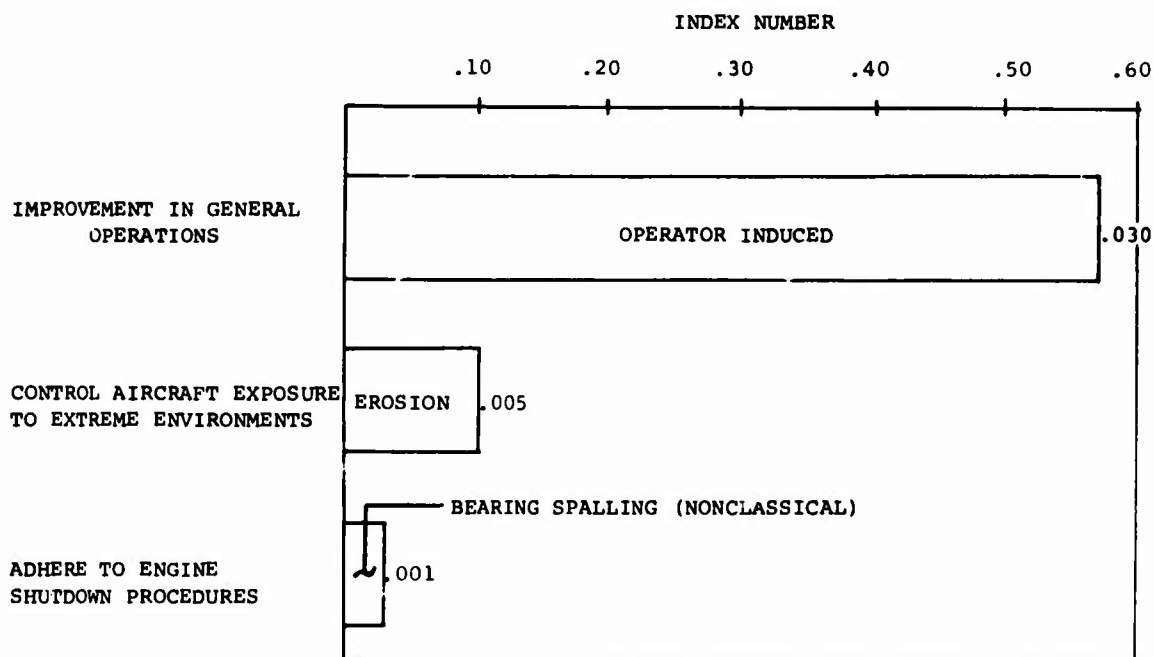 INDEX NUMBER
.10 .20 .30 .40 .50 .60
IMPROVEMENT IN GENERAL
OPERATIONS
OPERATOR INDUCED
.030
CONTROL AIRCRAFT EXPOSURE
TO EXTREME ENVIRONMENTS
EROSION
.005
BEARING SPALLING (NONCLASSICAL)
ADHERE TO ENGINE
SHUTDOWN PROCEDURES
.001